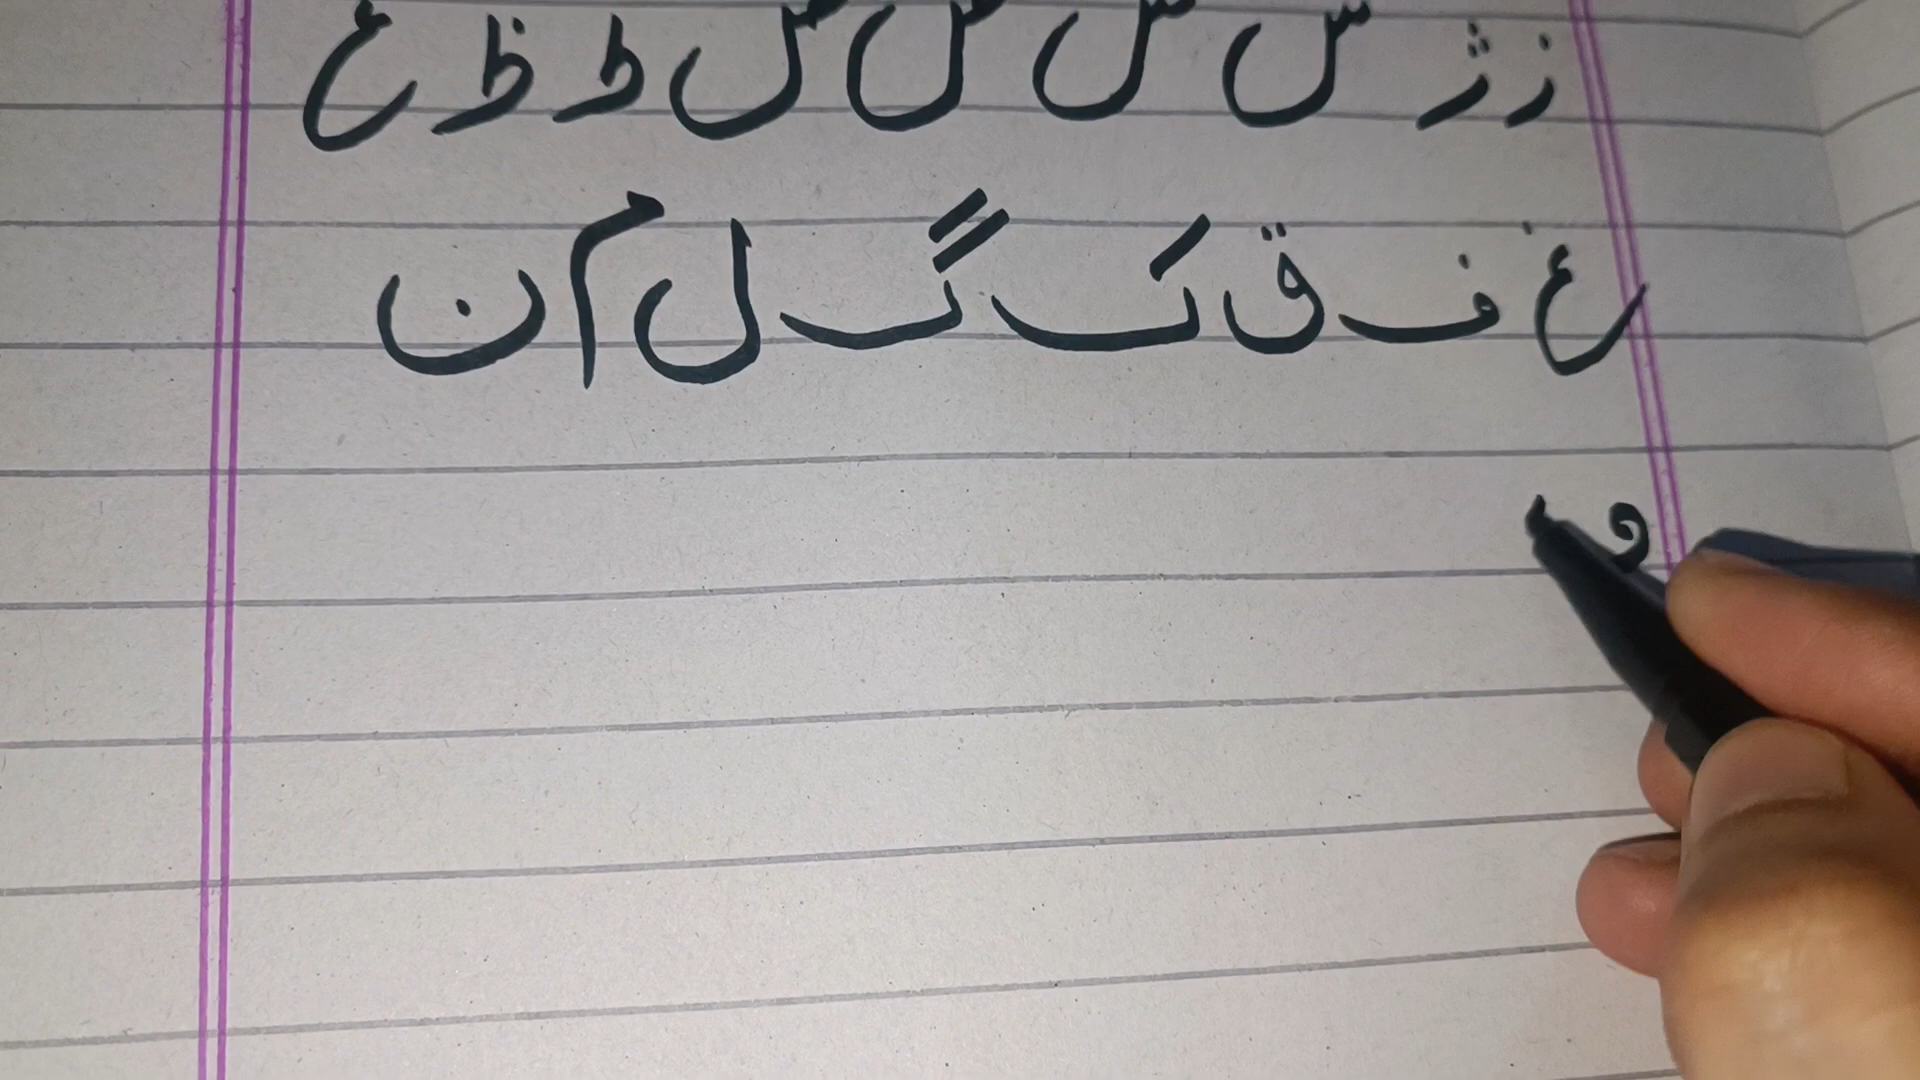 ز ژ س ش ص ض ط ظ ع
غ ف ق ک گ ل م ن
و